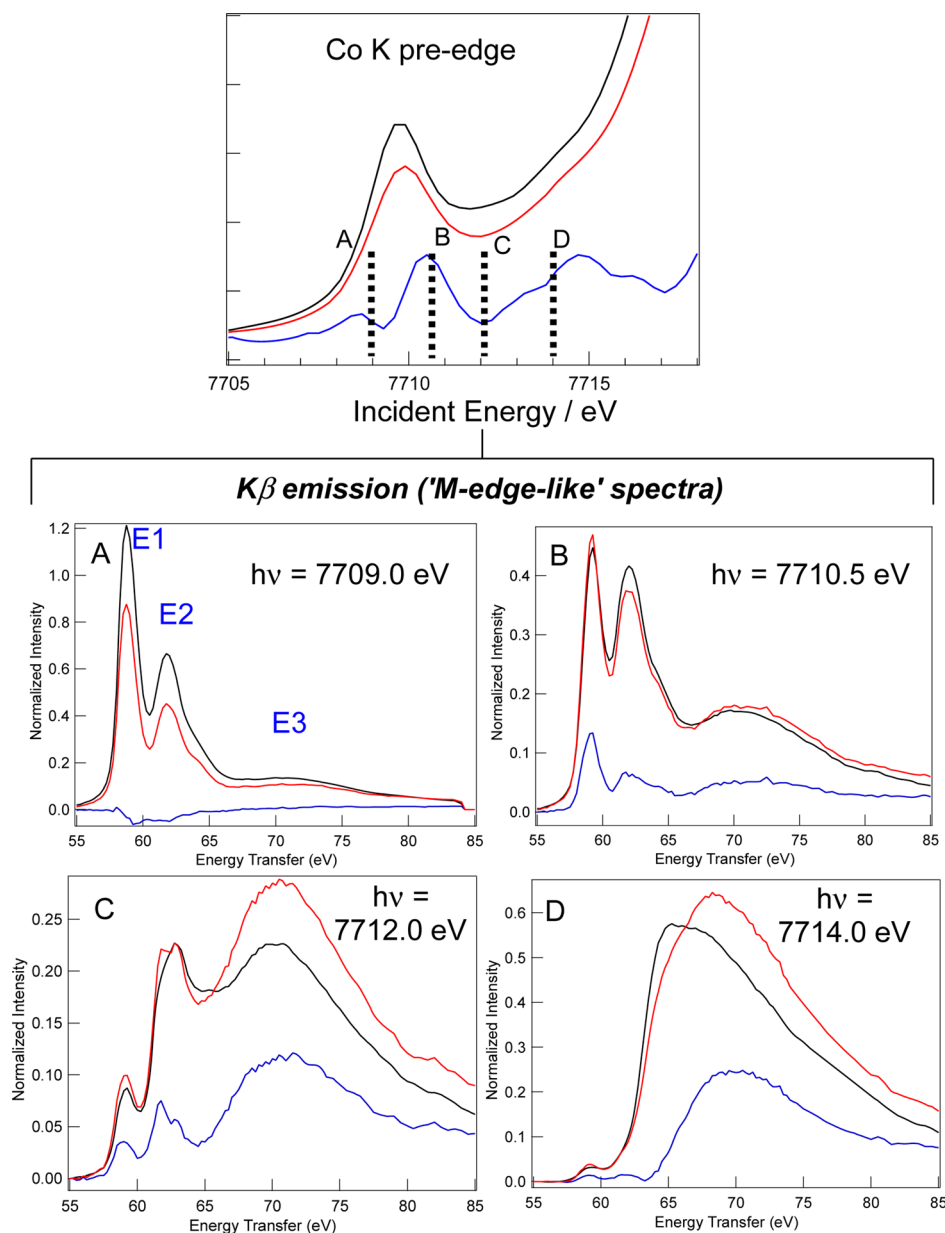 Co K pre-edge
A
B
C
D
7705
7710
7715
Incident Energy / eV
Kβ emission ('M-edge-like' spectra)
A
E1
hν = 7709.0 eV
E2
E3
1.2
1.0
0.8
0.6
0.4
0.2
0.0
Normalized Intensity
55 60 65 70 75 80 85
Energy Transfer (eV)
B
hν = 7710.5 eV
0.4
0.3
0.2
0.1
0.0
Normalized Intensity
55 60 65 70 75 80 85
Energy Transfer (eV)
C
hν =
7712.0 eV
0.25
0.20
0.15
0.10
0.05
0.00
Normalized Intensity
55 60 65 70 75 80 85
Energy Transfer (eV)
D
hν =
7714.0 eV
0.6
0.5
0.4
0.3
0.2
0.1
0.0
Normalized Intensity
55 60 65 70 75 80 85
Energy Transfer (eV)